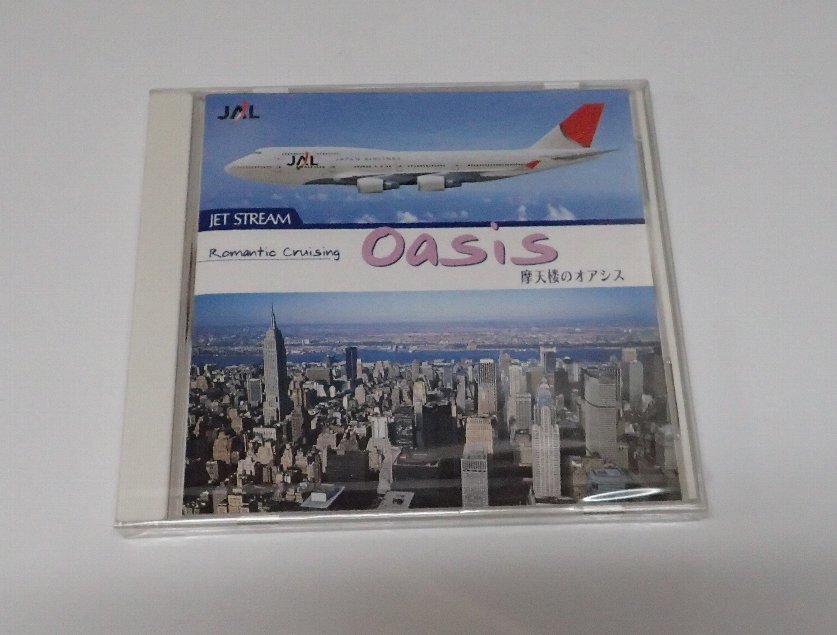 JAL
JAL JAPAN AIRLINES
JET STREAM
Romantic Cruising
Oasis
摩天楼のオアシス